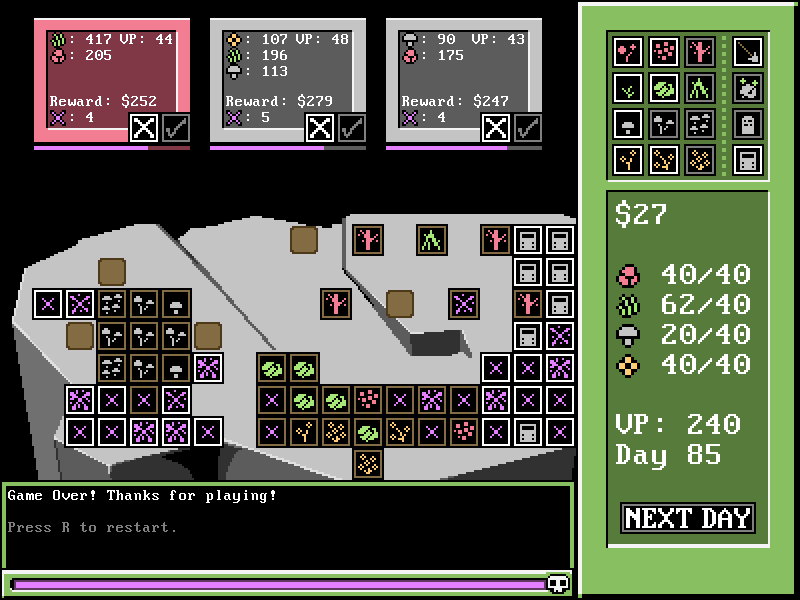 : 417 VP: 44
: 205
Reward: $252
: 4
: 107 VP: 48
: 196
: 113
Reward: $279
: 5
: 90 VP: 43
: 175
Reward: $247
: 4
$27
40/40
62/40
20/40
40/40
VP: 240
Day 85
NEXT DAY
Game Over! Thanks for playing!
Press R to restart.